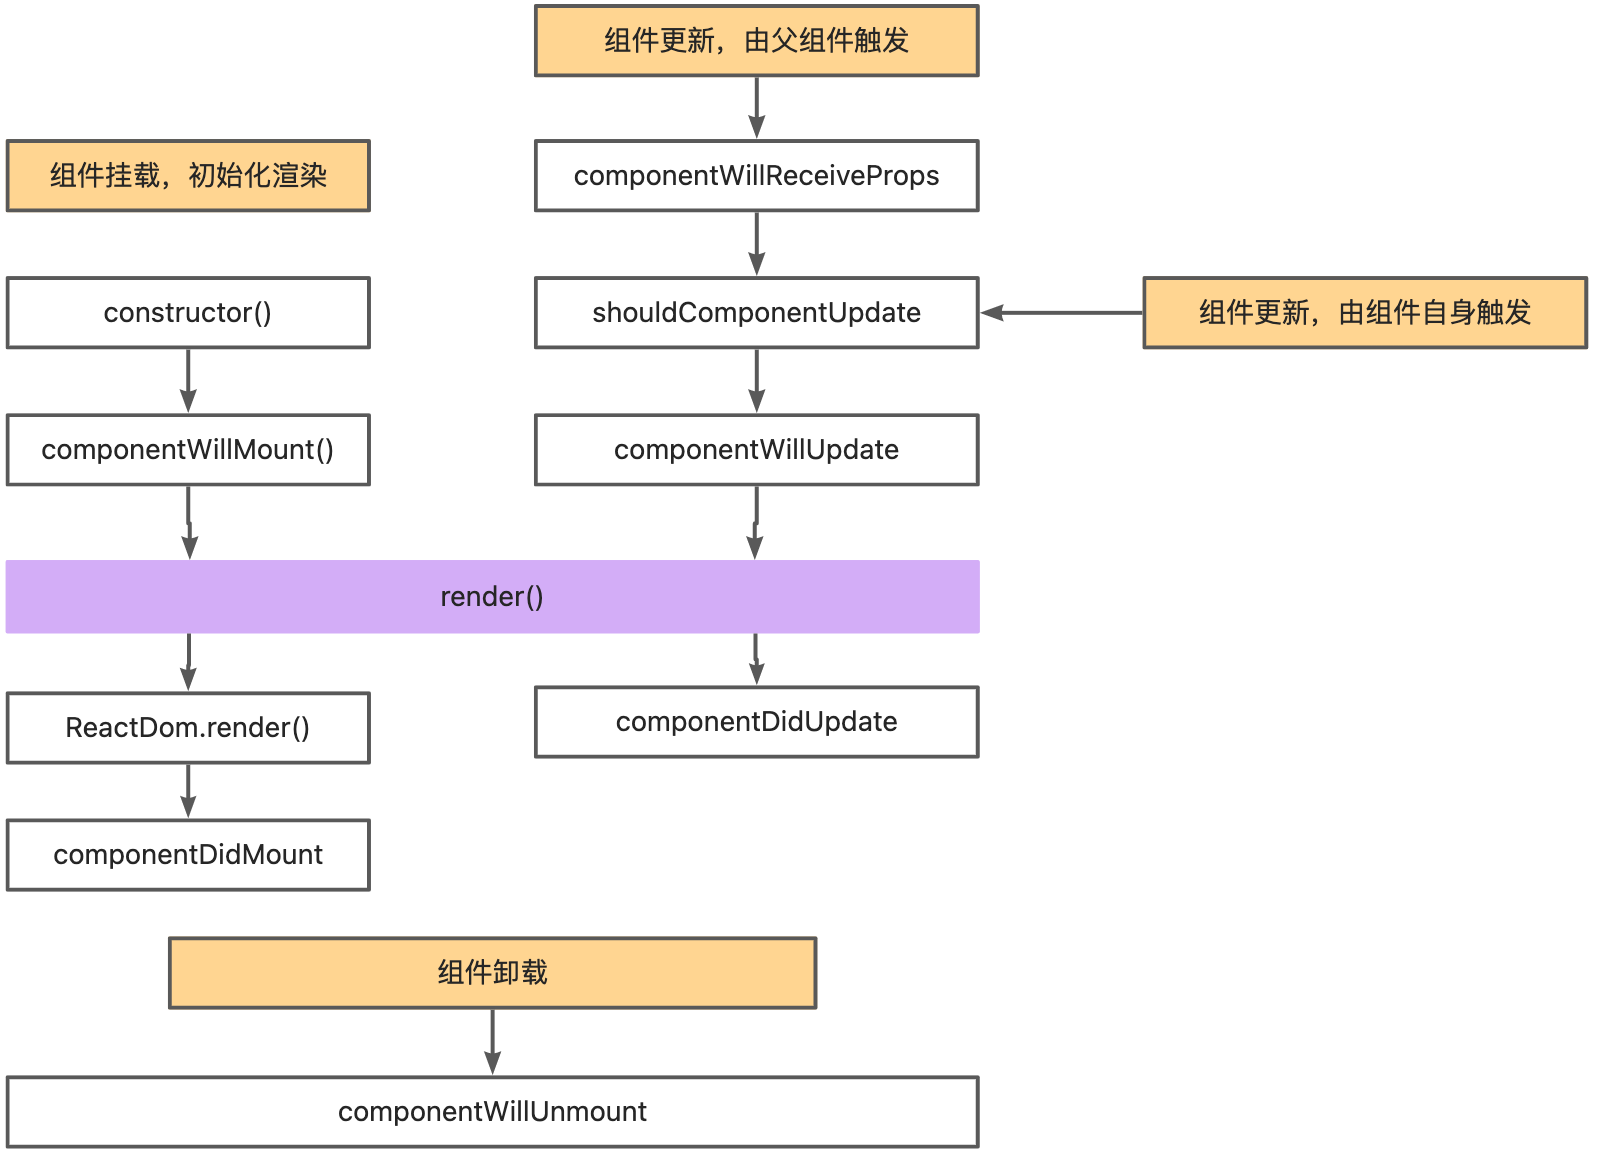 组件更新，由父组件触发
组件挂载，初始化渲染
componentWillReceiveProps
constructor()
shouldComponentUpdate
组件更新，由组件自身触发
componentWillMount()
componentWillUpdate
render()
ReactDom.render()
componentDidUpdate
componentDidMount
组件卸载
componentWillUnmount